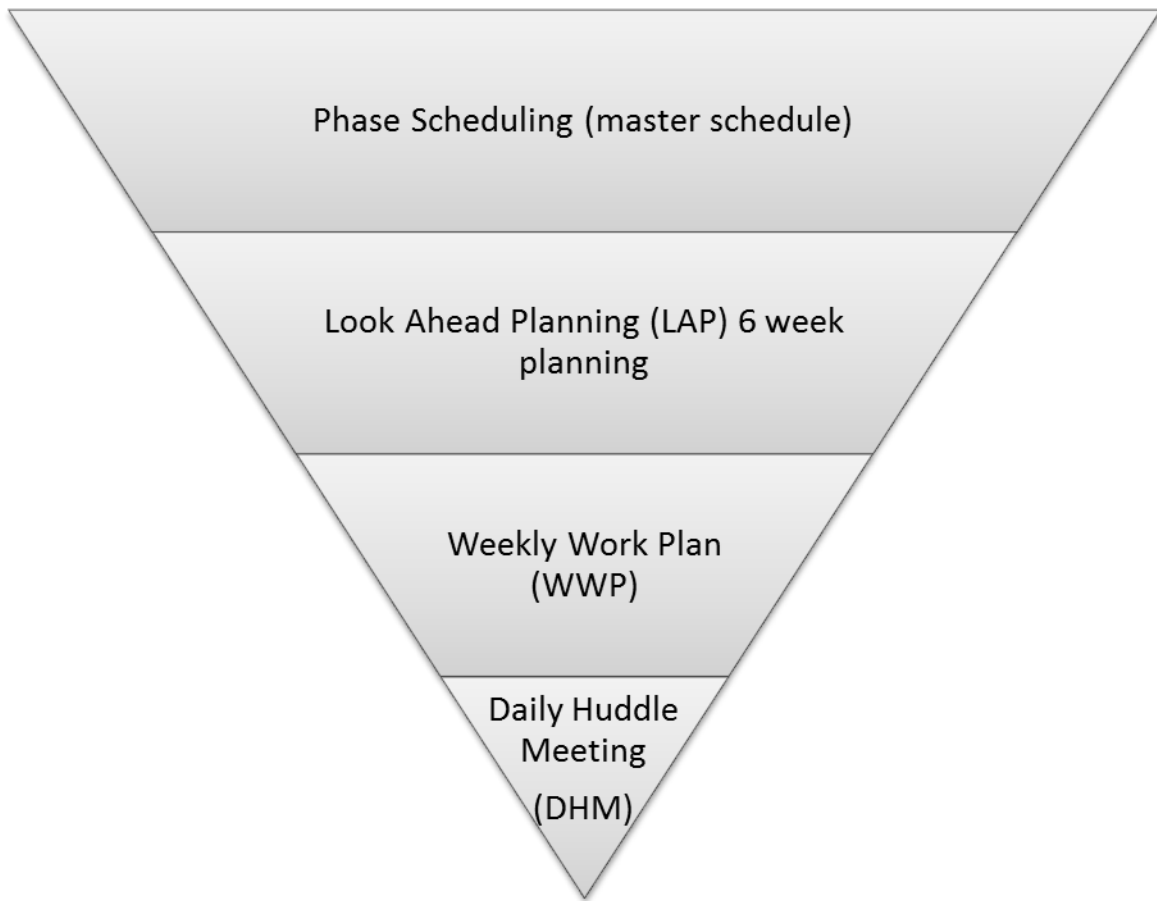 Phase Scheduling (master schedule)
Look Ahead Planning (LAP) 6 week
planning
Weekly Work Plan
(WWP)
Daily Huddle
Meeting
(DHM)